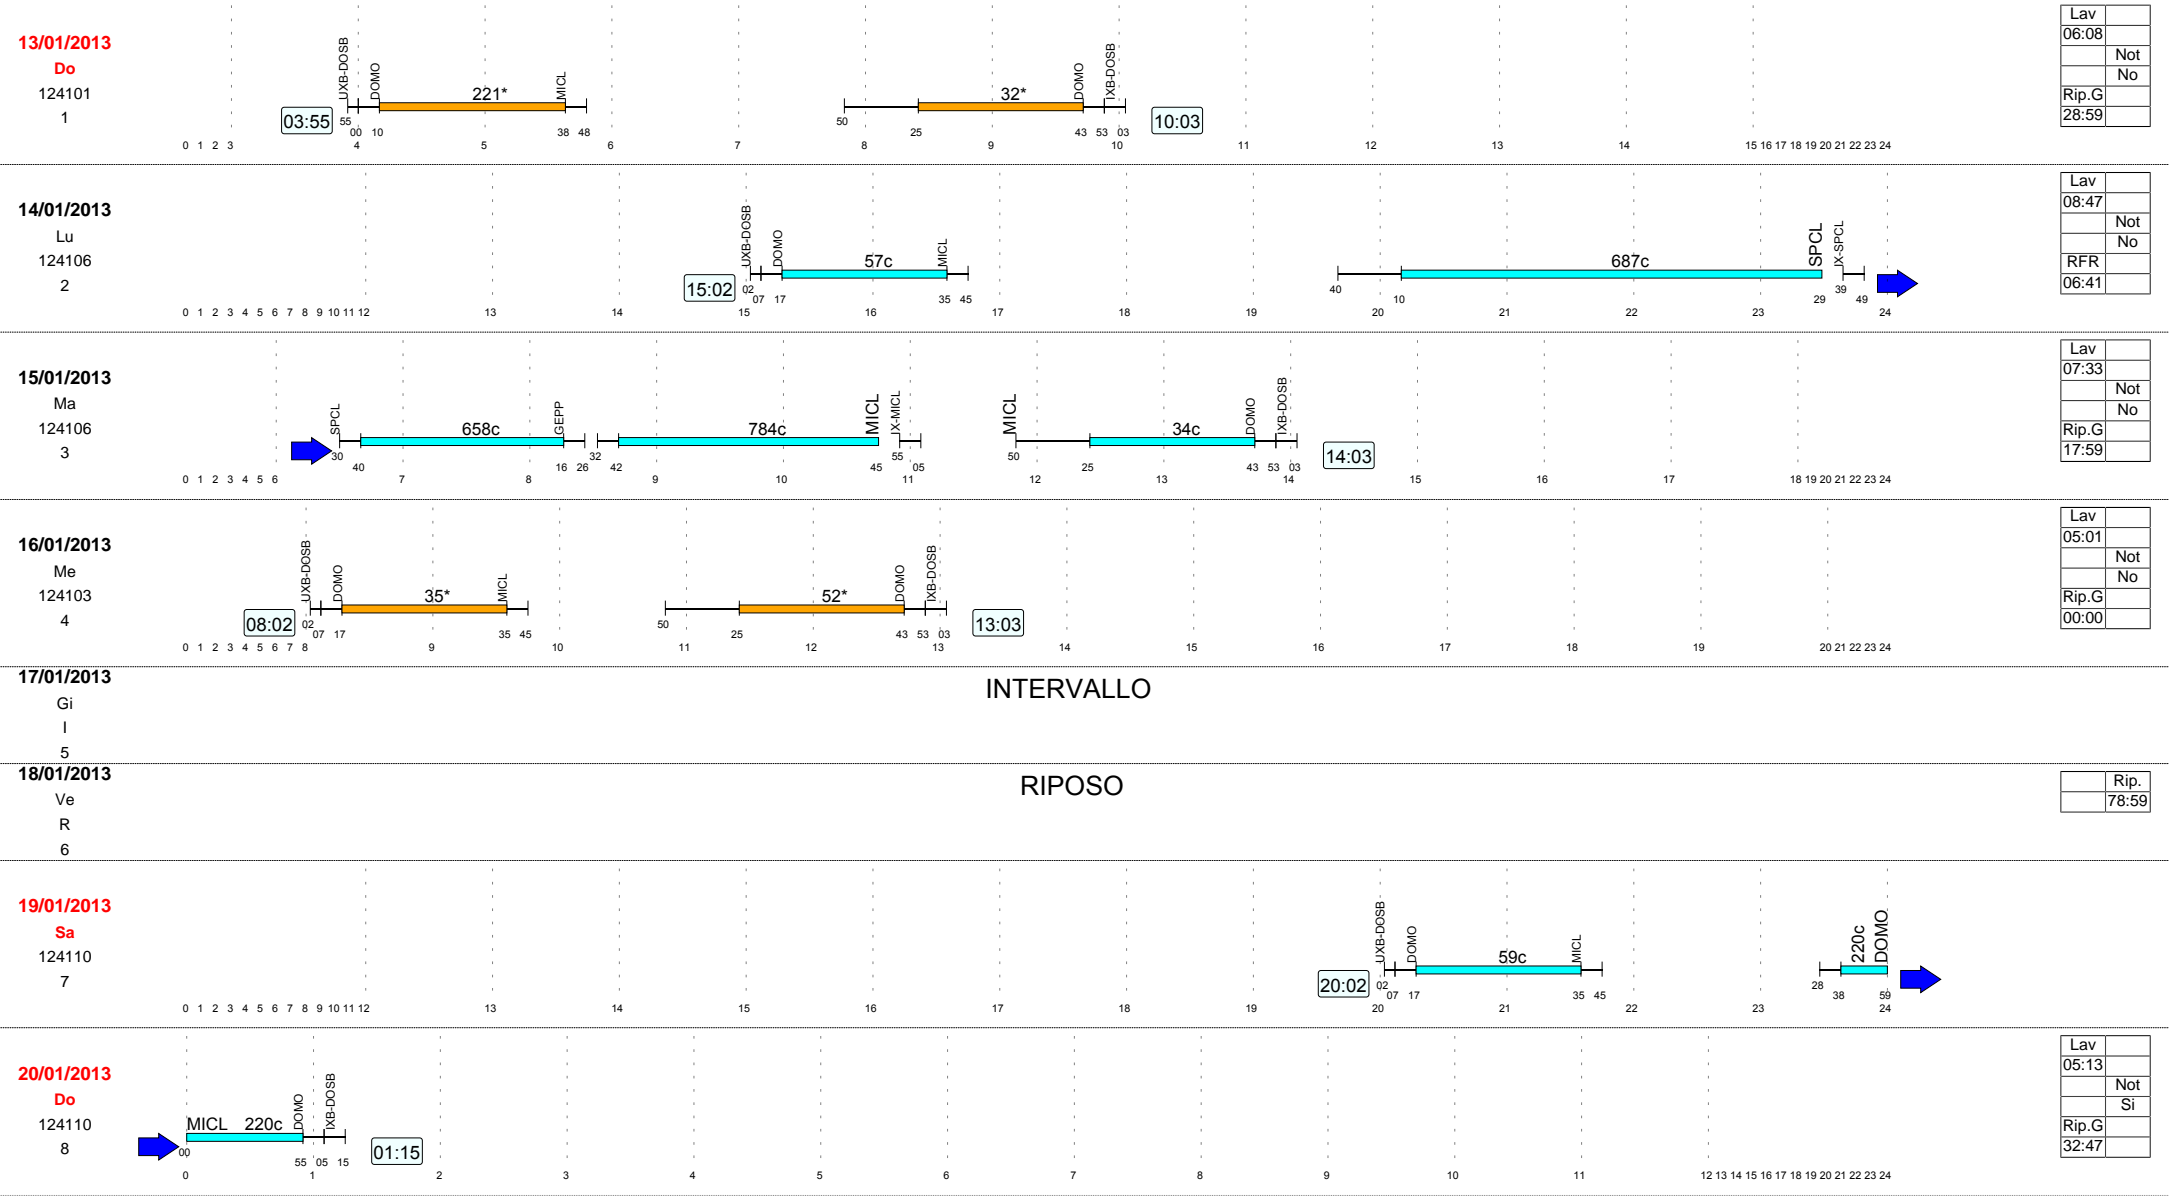 13/01/2013
Do
124101
1
03:55
UXB-DOSB
DOMO
221*
MICL
32*
DOMO
IXB-DOSB
10:03
55 00 10 38 48 50 25 43 53 03
0 1 2 3 4 5 6 7 8 9 10 11 12 13 14 15 16 17 18 19 20 21 22 23 24
Lav
06:08
Not
No
Rip.G
28:59
14/01/2013
Lu
124106
2
15:02
UXB-DOSB
DOMO
57c
MICL
687c
SPCL
IX-SPCL
02 07 17 35 45 40 10 29 39 49
0 1 2 3 4 5 6 7 8 9 10 11 12 13 14 15 16 17 18 19 20 21 22 23 24
Lav
08:47
Not
No
RFR
06:41
15/01/2013
Ma
124106
3
SPCL
658c
GEPP
784c
MICL
IX-MICL
MICL
34c
DOMO
IXB-DOSB
14:03
30 40 16 26 32 42 45 55 05 50 25 43 53 03
0 1 2 3 4 5 6 7 8 9 10 11 12 13 14 15 16 17 18 19 20 21 22 23 24
Lav
07:33
Not
No
Rip.G
17:59
16/01/2013
Me
124103
4
08:02
UXB-DOSB
DOMO
35*
MICL
52*
DOMO
IXB-DOSB
13:03
02 07 17 35 45 50 25 43 53 03
0 1 2 3 4 5 6 7 8 9 10 11 12 13 14 15 16 17 18 19 20 21 22 23 24
Lav
05:01
Not
No
Rip.G
00:00
17/01/2013
Gi
I
5
INTERVALLO
18/01/2013
Ve
R
6
RIPOSO
Rip.
78:59
19/01/2013
Sa
124110
7
20:02
UXB-DOSB
DOMO
59c
MICL
220c
DOMO
02 07 17 35 45 28 38 59
0 1 2 3 4 5 6 7 8 9 10 11 12 13 14 15 16 17 18 19 20 21 22 23 24
20/01/2013
Do
124110
8
MICL 220c
DOMO
IXB-DOSB
01:15
00 55 05 15
0 1 2 3 4 5 6 7 8 9 10 11 12 13 14 15 16 17 18 19 20 21 22 23 24
Lav
05:13
Not
Si
Rip.G
32:47